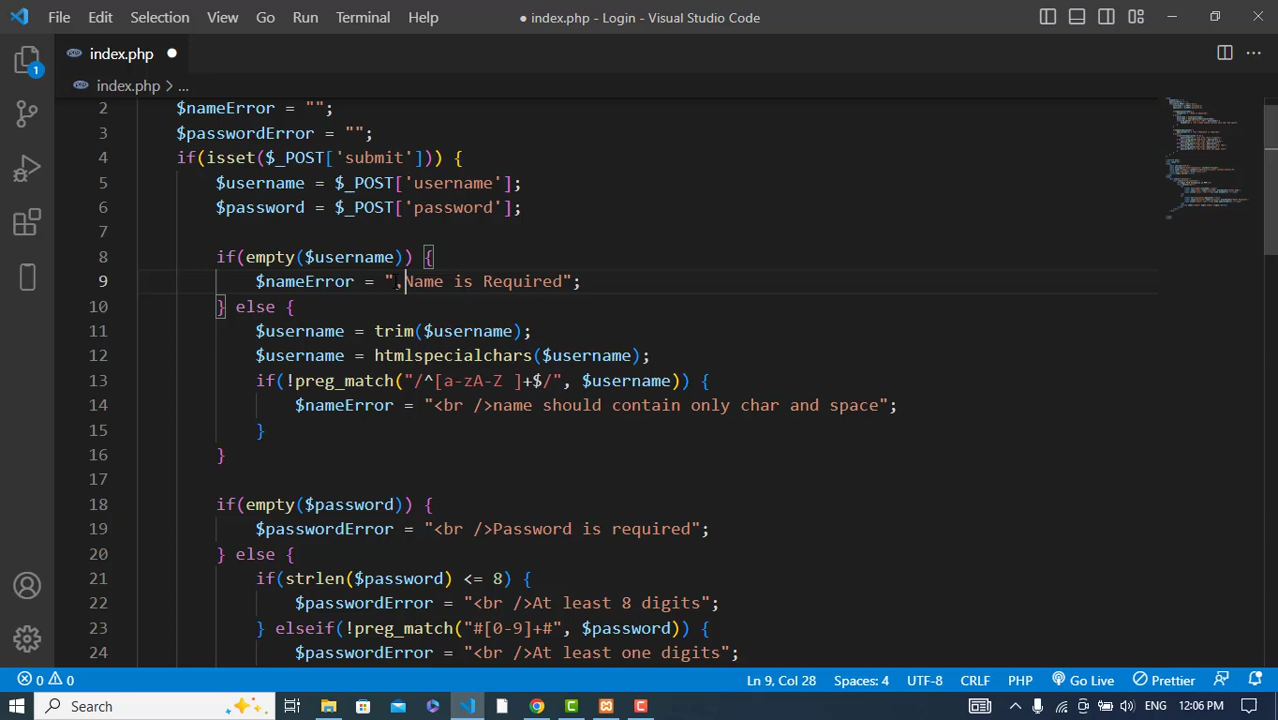 File Edit Selection View Go Run Terminal Help ● index.php - Login - Visual Studio Code
index.php ●
1
index.php > ...
2 $nameError = "";
3 $passwordError = "";
4 if(isset($_POST['submit'])) {
5 $username = $_POST['username'];
6 $password = $_POST['password'];
7
8 if(empty($username)) {
9 $nameError = ",Name is Required";
10 } else {
11 $username = trim($username);
12 $username = htmlspecialchars($username);
13 if(!preg_match("/^[a-zA-Z ]+$/", $username)) {
14 $nameError = "<br />name should contain only char and space";
15 }
16 }
17
18 if(empty($password)) {
19 $passwordError = "<br />Password is required";
20 } else {
21 if(strlen($password) <= 8) {
22 $passwordError = "<br />At least 8 digits";
23 } elseif(!preg_match("#[0-9]+#", $password)) {
24 $passwordError = "<br />At least one digits";
0 0 Ln 9, Col 28 Spaces: 4 UTF-8 CRLF PHP Go Live Prettier
Search ENG 12:06 PM